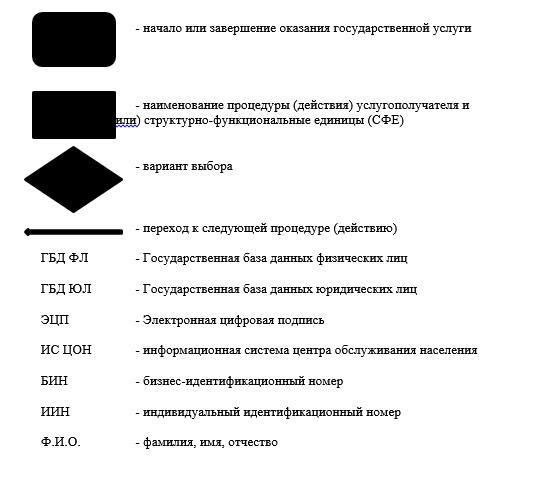 - начало или завершение оказания государственной услуги
- наименование процедуры (действия) услугополучателя и
или) структурно-функциональные единицы (СФЕ)
- вариант выбора
- переход к следующей процедуре (действию)
ГБД ФЛ - Государственная база данных физических лиц
ГБД ЮЛ - Государственная база данных юридических лиц
ЭЦП - Электронная цифровая подпись
ИС ЦОН - информационная система центра обслуживания населения
БИН - бизнес-идентификационный номер
ИИН - индивидуальный идентификационный номер
Ф.И.О. - фамилия, имя, отчество